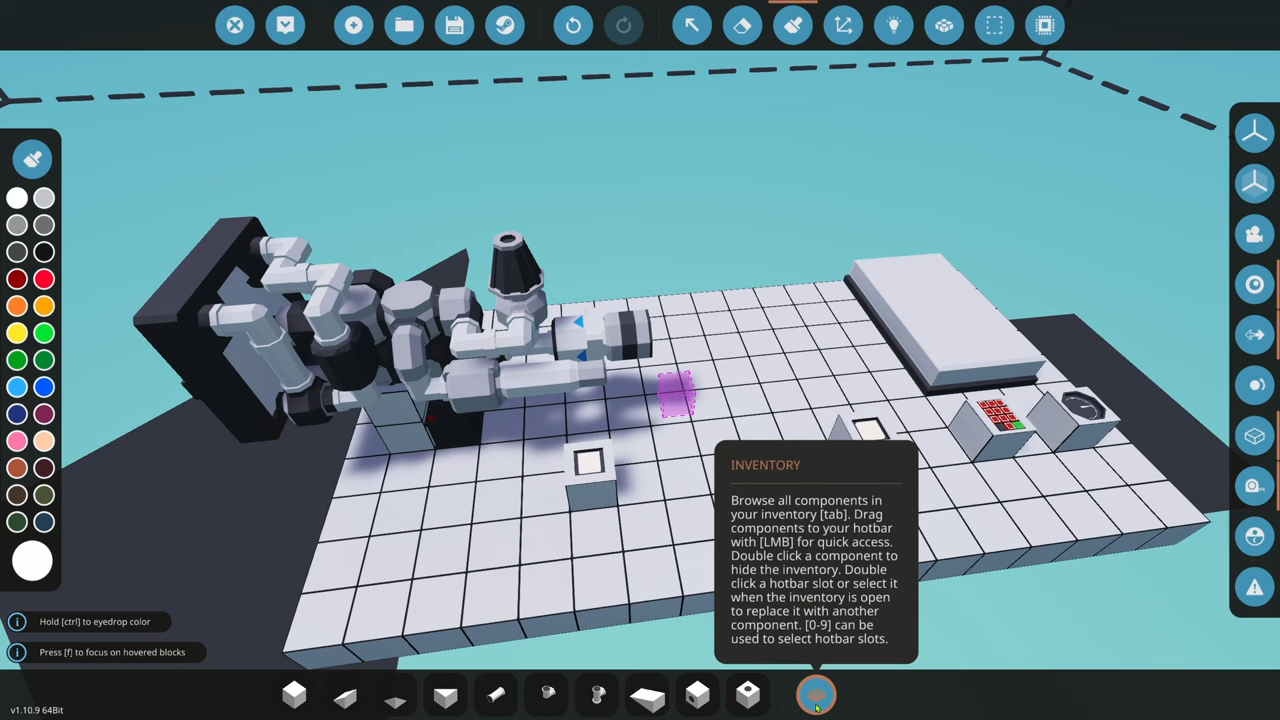 INVENTORY
Browse all components in
your inventory [tab]. Drag
components to your hotbar
with [LMB] for quick access.
Double click a component to
hide the inventory. Double
click a hotbar slot or select it
when the inventory is open
to replace it with another
component. [0-9] can be
used to select hotbar slots.
Hold [ctrl] to eyedrop color
Press [f] to focus on hovered blocks
v1.10.9 64Bit